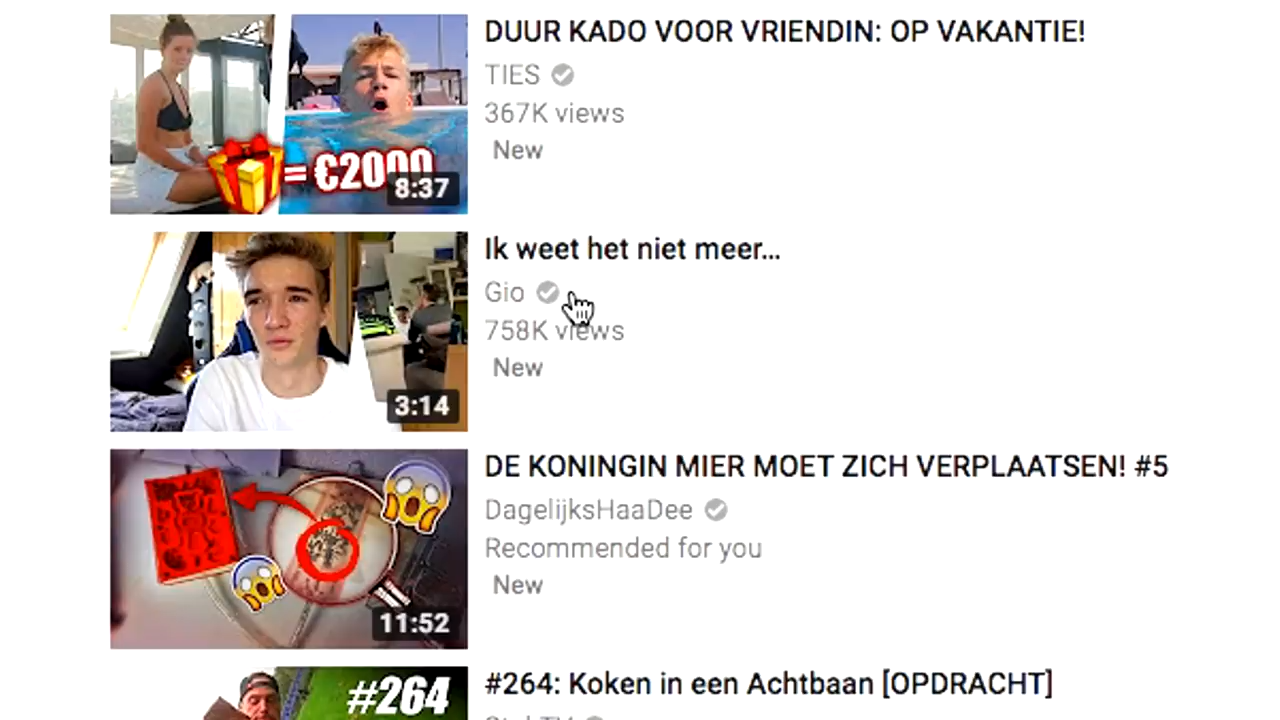 DUUR KADO VOOR VRIENDIN: OP VAKANTIE!
TIES
367K views
New
= €2000
8:37
Ik weet het niet meer...
Gio
758K views
New
3:14
DE KONINGIN MIER MOET ZICH VERPLAATSEN! #5
DagelijksHaaDee
Recommended for you
New
11:52
#264
#264: Koken in een Achtbaan [OPDRACHT]